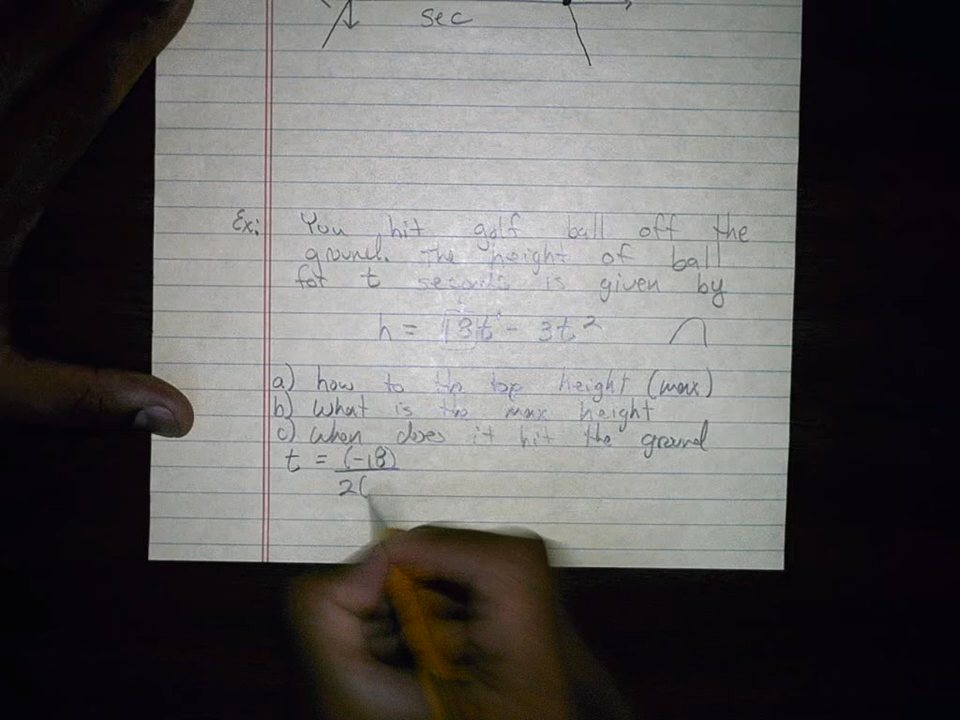 sec
Ex: You hit golf ball off the
ground. The height of ball
for t seconds is given by
h = 18t - 3t²
a) how to the top height (max)
b) What is the max height
c) When does it hit the ground
t = (-18)
2(